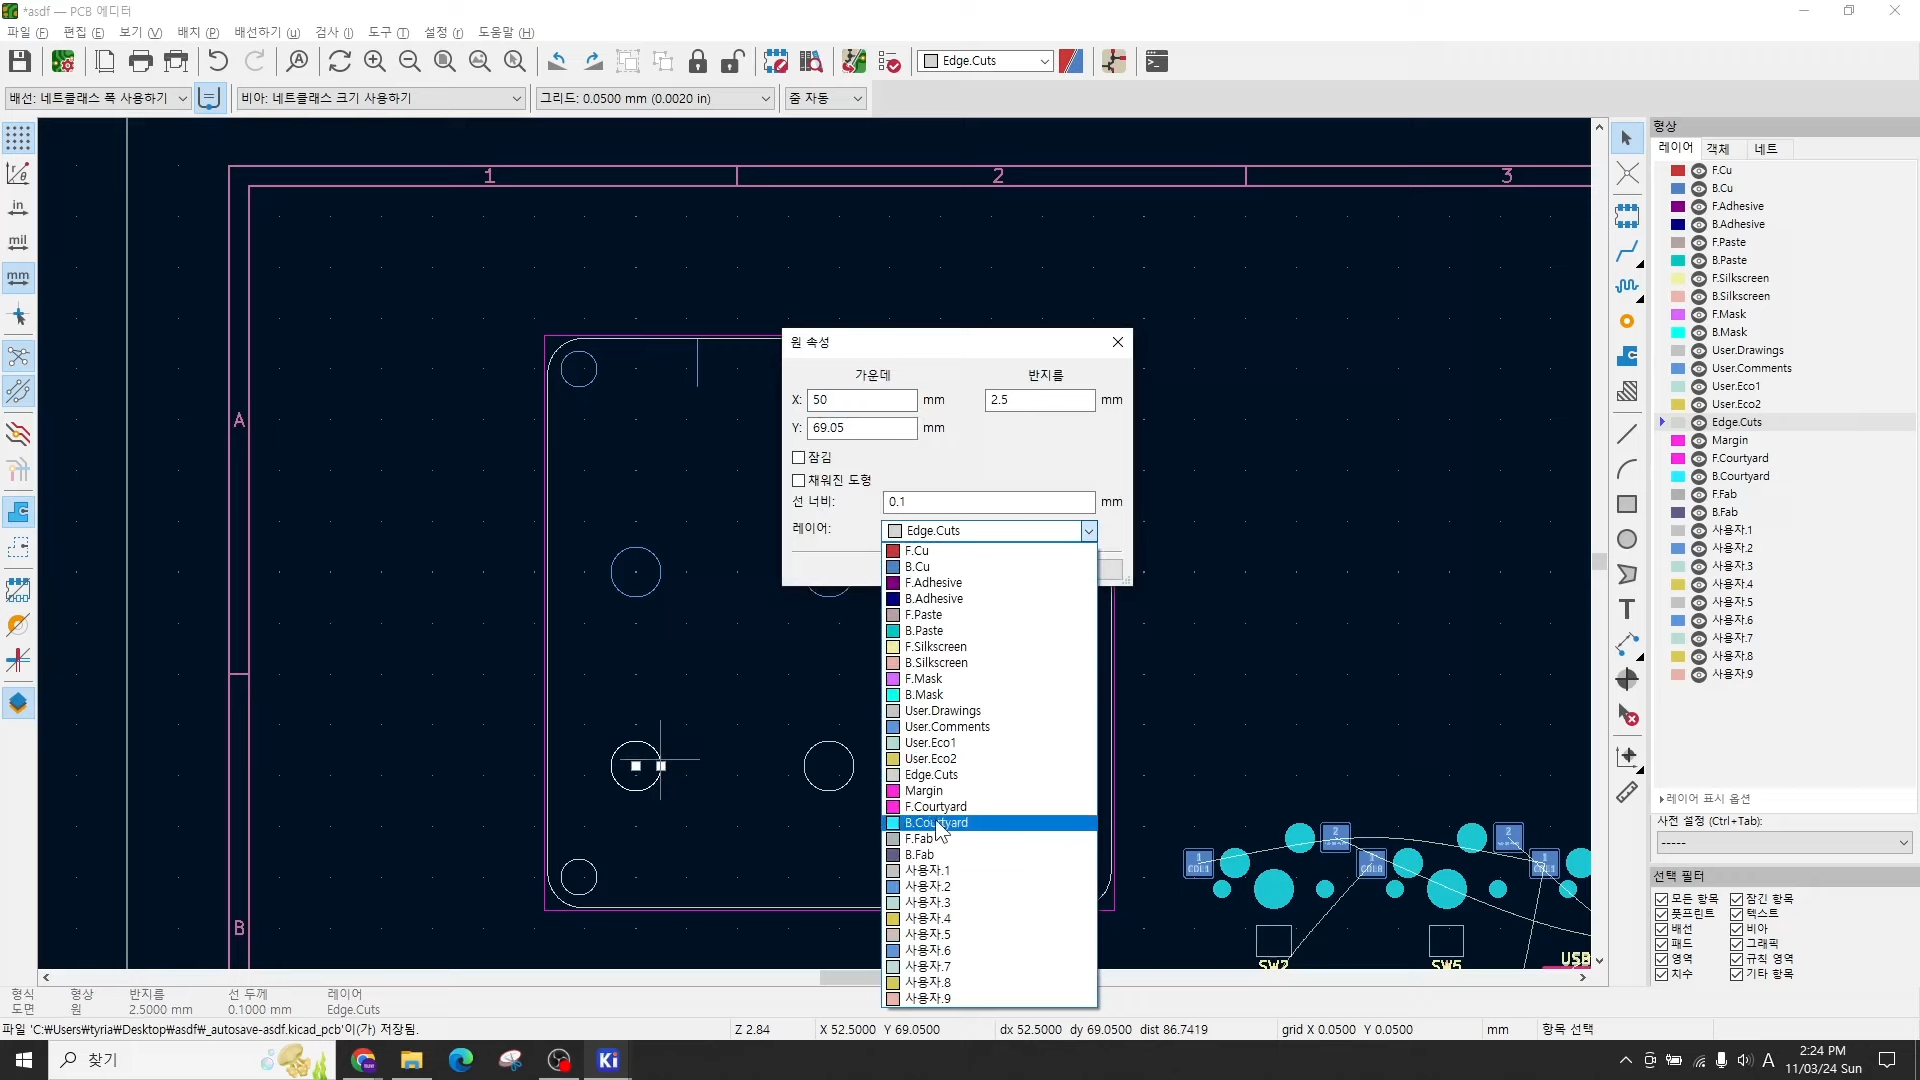 *asdf — PCB 에디터
파일 (F) 편집 (E) 보기 (V) 배치 (P) 배선하기 (u) 검사 (I) 도구 (T) 설정 (r) 도움말 (H)
Edge.Cuts
배선: 네트클래스 폭 사용하기
비아: 네트클래스 크기 사용하기
그리드: 0.0500 mm (0.0020 in)
줌 자동
in
mil
mm
1 2 3
A
B
원 속성
가운데 반지름
X: 50 mm 2.5 mm
Y: 69.05 mm
잠김
채워진 도형
선 너비: 0.1 mm
레이어: Edge.Cuts
F.Cu
B.Cu
F.Adhesive
B.Adhesive
F.Paste
B.Paste
F.Silkscreen
B.Silkscreen
F.Mask
B.Mask
User.Drawings
User.Comments
User.Eco1
User.Eco2
Edge.Cuts
Margin
F.Courtyard
B.Courtyard
F.Fab
B.Fab
사용자.1
사용자.2
사용자.3
사용자.4
사용자.5
사용자.6
사용자.7
사용자.8
사용자.9
1
COL1
2
1
COL0
2
1
COL1
SW2
SW5
USB
형상
레이어 객체 네트
F.Cu
B.Cu
F.Adhesive
B.Adhesive
F.Paste
B.Paste
F.Silkscreen
B.Silkscreen
F.Mask
B.Mask
User.Drawings
User.Comments
User.Eco1
User.Eco2
Edge.Cuts
Margin
F.Courtyard
B.Courtyard
F.Fab
B.Fab
사용자.1
사용자.2
사용자.3
사용자.4
사용자.5
사용자.6
사용자.7
사용자.8
사용자.9
레이어 표시 옵션
사전 설정 (Ctrl+Tab):
-----
선택 필터
모든 항목 잠긴 항목
풋프린트 텍스트
배선 비아
패드 그래픽
영역 규칙 영역
치수 기타 항목
형식 형상 반지름 선 두께 레이어
도면 원 2.5000 mm 0.1000 mm Edge.Cuts
파일 'C:₩Users₩tyria₩Desktop₩asdf₩_autosave-asdf.kicad_pcb'이(가) 저장됨.
Z 2.84
X 52.5000 Y 69.0500
dx 52.5000 dy 69.0500 dist 86.7419
grid X 0.0500 Y 0.0500
mm
항목 선택
찾기
Ki
A
2:24 PM
11/03/24 Sun